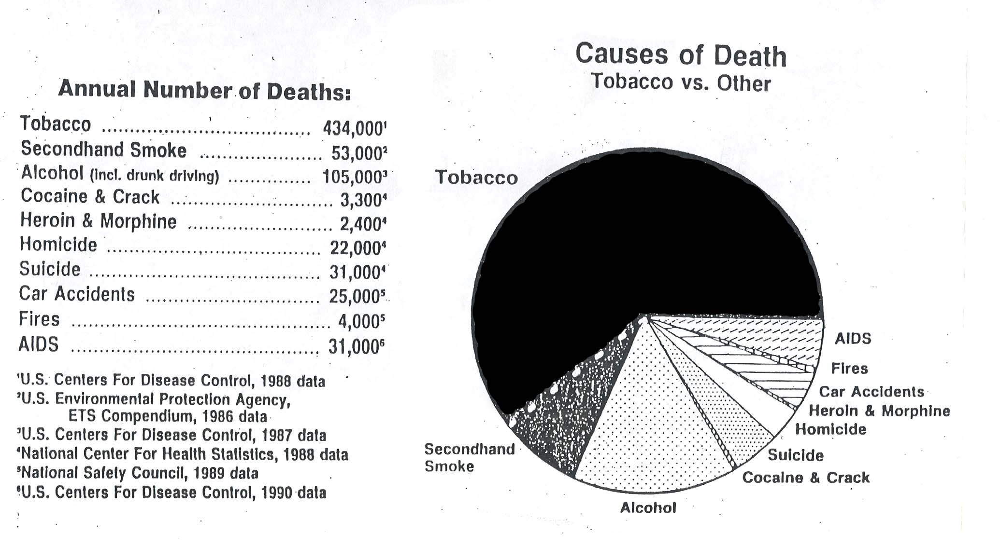 Annual Number of Deaths:
Tobacco ..................................... 434,000¹
Secondhand Smoke ...................... 53,000²
Alcohol (incl. drunk driving) ............... 105,000³
Cocaine & Crack ............................. 3,300⁴
Heroin & Morphine .......................... 2,400⁴
Homicide ...................................... 22,000⁴
Suicide ......................................... 31,000⁴
Car Accidents ............................... 25,000⁵
Fires .............................................. 4,000⁵
AIDS ............................................ 31,000⁶
¹U.S. Centers For Disease Control, 1988 data
²U.S. Environmental Protection Agency,
ETS Compendium, 1986 data
³U.S. Centers For Disease Control, 1987 data
⁴National Center For Health Statistics, 1988 data
⁵National Safety Council, 1989 data
⁶U.S. Centers For Disease Control, 1990 data
Causes of Death
Tobacco vs. Other
Tobacco
AIDS
Fires
Car Accidents
Heroin & Morphine
Homicide
Suicide
Cocaine & Crack
Alcohol
Secondhand
Smoke